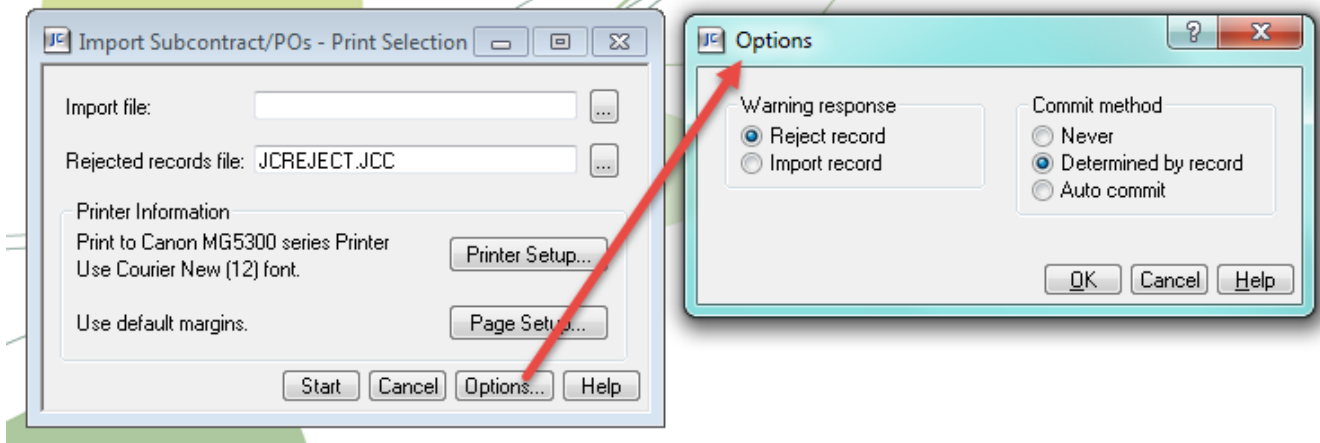 JC Import Subcontract/POs - Print Selection
Import file:
...
Rejected records file: JCREJECT.JCC
...
Printer Information
Print to Canon MG5300 series Printer
Use Courier New (12) font.
Printer Setup...
Use default margins.
Page Setup...
Start Cancel Options... Help
JC Options
?
Warning response
Reject record
Import record
Commit method
Never
Determined by record
Auto commit
OK Cancel Help